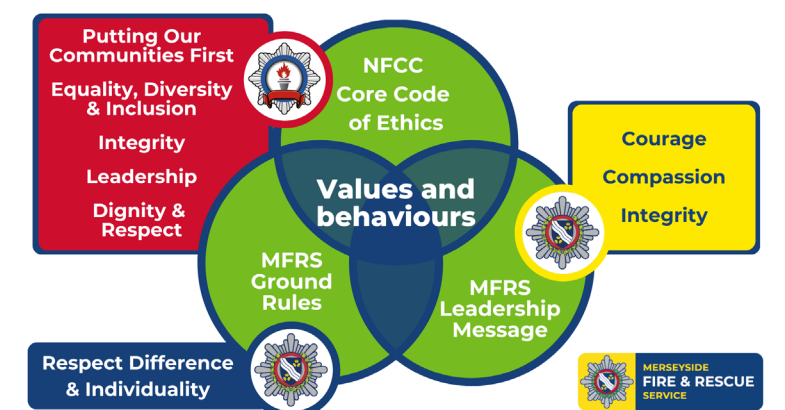 Putting Our
Communities First
Equality, Diversity
& Inclusion
Integrity
Leadership
Dignity &
Respect
NFCC
Core Code
of Ethics
Courage
Compassion
Integrity
Values and
behaviours
MFRS
Ground
Rules
MFRS
Leadership
Message
Respect Difference
& Individuality
MERSEYSIDE
FIRE & RESCUE
SERVICE